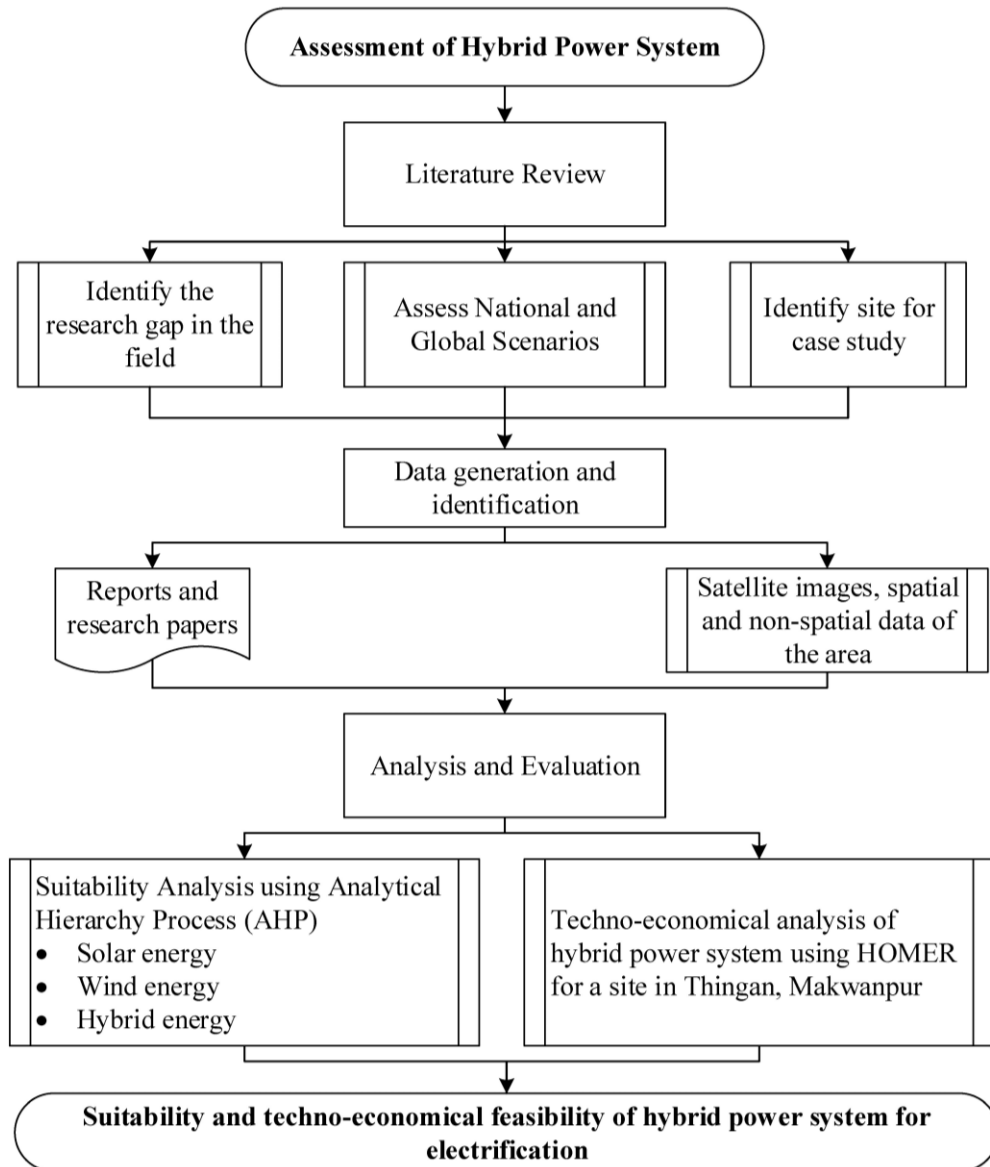 Assessment of Hybrid Power System
Literature Review
Identify the
research gap in the
field
Assess National and
Global Scenarios
Identify site for
case study
Data generation and
identification
Reports and
research papers
Satellite images, spatial
and non-spatial data of
the area
Analysis and Evaluation
Suitability Analysis using Analytical
Hierarchy Process (AHP)
● Solar energy
● Wind energy
● Hybrid energy
Techno-economical analysis of
hybrid power system using HOMER
for a site in Thingan, Makwanpur
Suitability and techno-economical feasibility of hybrid power system for
electrification